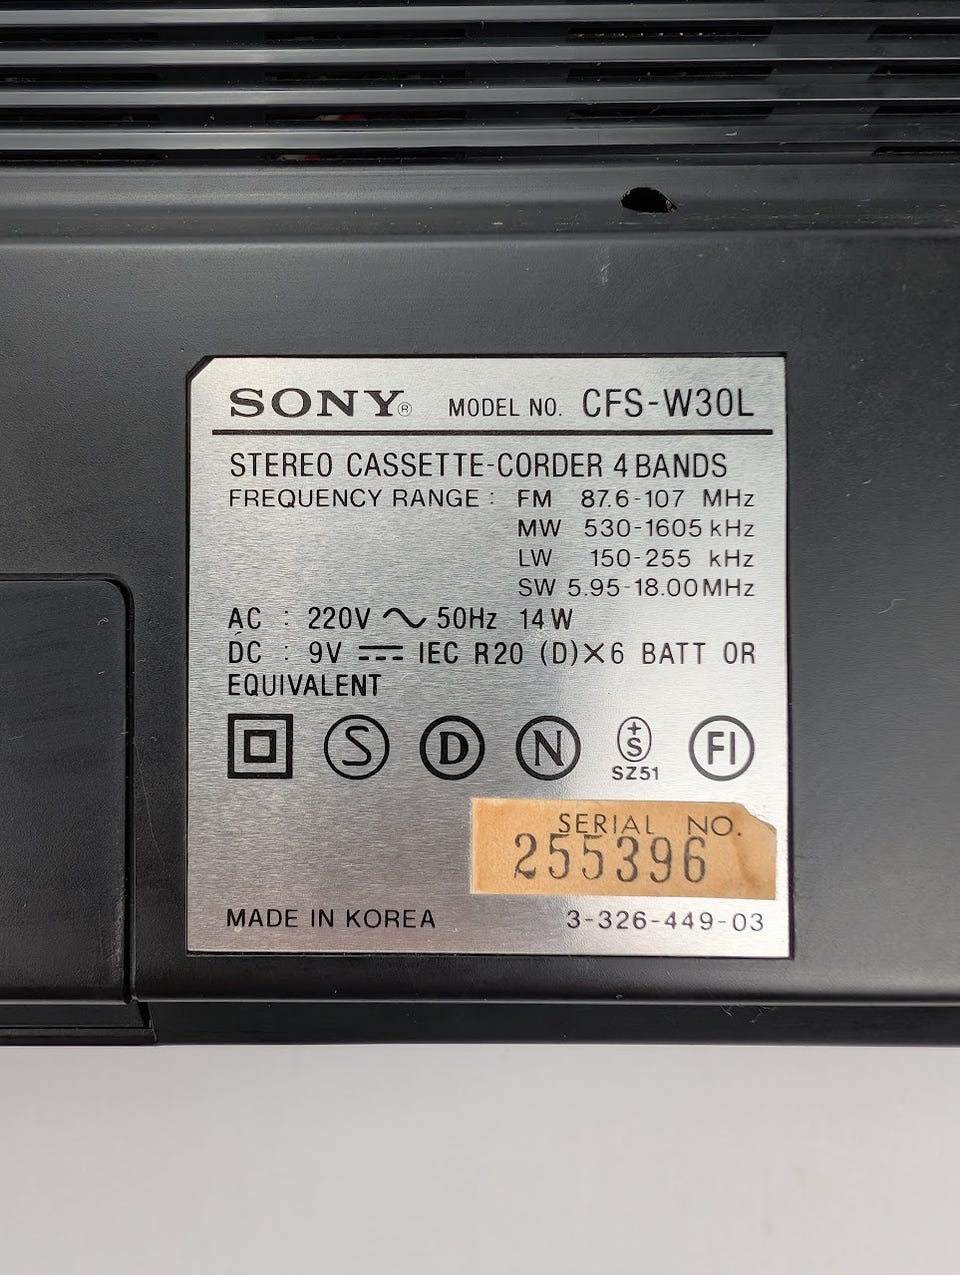 SONY® MODEL NO. CFS-W30L
STEREO CASSETTE-CORDER 4 BANDS
FREQUENCY RANGE : FM 87.6-107 MHz
MW 530-1605 kHz
LW 150-255 kHz
SW 5.95-18.00 MHz
AC : 220V ~ 50Hz 14 W
DC : 9V ⎓ IEC R20 (D)×6 BATT OR
EQUIVALENT
S D N +S FI
SZ51
SERIAL NO.
255396
MADE IN KOREA 3-326-449-03